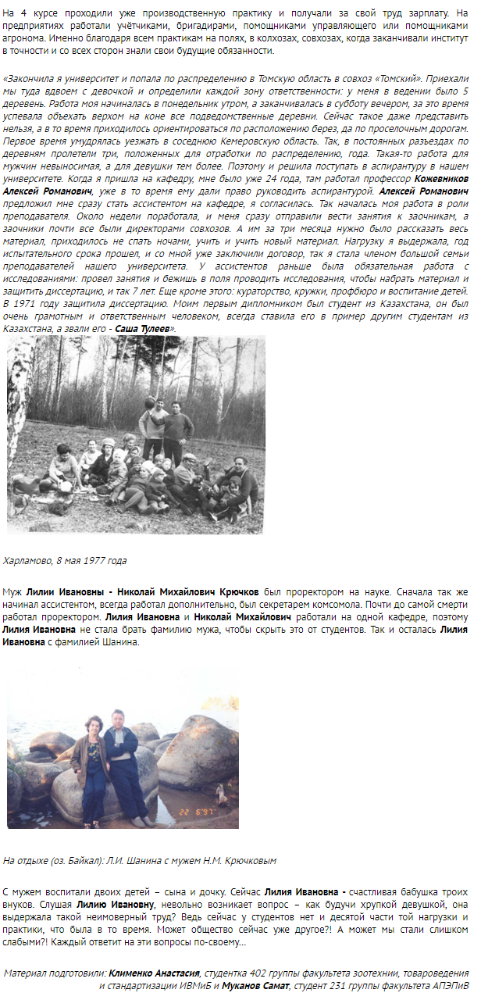 На 4 курсе проходили уже производственную практику и получали за свой труд зарплату. На
предприятиях работали учётчиками, бригадирами, помощниками управляющего или помощниками
агронома. Именно благодаря всем практикам на полях, в колхозах, совхозах, когда заканчивали институт
в точности и со всех сторон знали свои будущие обязанности.
«Закончила я университет и попала по распределению в Томскую область в совхоз «Томский». Приехали
мы туда вдвоем с девочкой и определили каждой зону ответственности: у меня в ведении было 5
деревень. Работа моя начиналась в понедельник утром, а заканчивалась в субботу вечером, за это время
успевала объехать верхом на коне все подведомственные деревни. Сейчас такое даже представить
нельзя, а в то время приходилось ориентироваться по расположению берез, да по проселочным дорогам.
Первое время умудрялась уезжать в соседнюю Кемеровскую область. Так, в постоянных разъездах по
деревням пролетели три, положенных для отработки по распределению, года. Такая-то работа для
мужчин невыносимая, а для девушки тем более. Поэтому и решила поступать в аспирантуру в нашем
университете. Когда я пришла на кафедру, мне было уже 24 года, там работал профессор Кожевников
Алексей Романович, уже в то время ему дали право руководить аспирантурой. Алексей Романович
предложил мне сразу стать ассистентом на кафедре, я согласилась. Так началась моя работа в роли
преподавателя. Около недели поработала, и меня сразу отправили вести занятия к заочникам, а
заочники почти все были директорами совхозов. А им за три месяца нужно было рассказать весь
материал, приходилось не спать ночами, учить и учить новый материал. Нагрузку я выдержала, год
испытательного срока прошел, и со мной уже заключили договор, так я стала членом большой семьи
преподавателей нашего университета. У ассистентов раньше была обязательная работа с
исследованиями: провел занятия и бежишь в поля проводить исследования, чтобы набрать материал и
защитить диссертацию, и так 7 лет. Еще кроме этого: кураторство, кружки, профбюро и воспитание детей.
В 1971 году защитила диссертацию. Моим первым дипломником был студент из Казахстана, он был
очень грамотным и ответственным человеком, всегда ставила его в пример другим студентам из
Казахстана, а звали его - Саша Тулеев».
Харламово, 8 мая 1977 года
Муж Лилии Ивановны - Николай Михайлович Крючков был проректором на науке. Сначала так же
начинал ассистентом, всегда работал дополнительно, был секретарем комсомола. Почти до самой смерти
работал проректором. Лилия Ивановна и Николай Михайлович работали на одной кафедре, поэтому
Лилия Ивановна не стала брать фамилию мужа, чтобы скрыть это от студентов. Так и осталась Лилия
Ивановна с фамилией Шанина.
22 6'97
На отдыхе (оз. Байкал): Л.И. Шанина с мужем Н.М. Крючковым
С мужем воспитали двоих детей – сына и дочку. Сейчас Лилия Ивановна - счастливая бабушка троих
внуков. Слушая Лилию Ивановну, невольно возникает вопрос – как будучи хрупкой девушкой, она
выдержала такой неимоверный труд? Ведь сейчас у студентов нет и десятой части той нагрузки и
практики, что была в то время. Может общество сейчас уже другое?! А может мы стали слишком
слабыми?! Каждый ответит на эти вопросы по-своему...
Материал подготовили: Клименко Анастасия, студентка 402 группы факультета зоотехнии, товароведения
и стандартизации ИВМиБ и Муканов Самат, студент 231 группы факультета АПЭПиВ